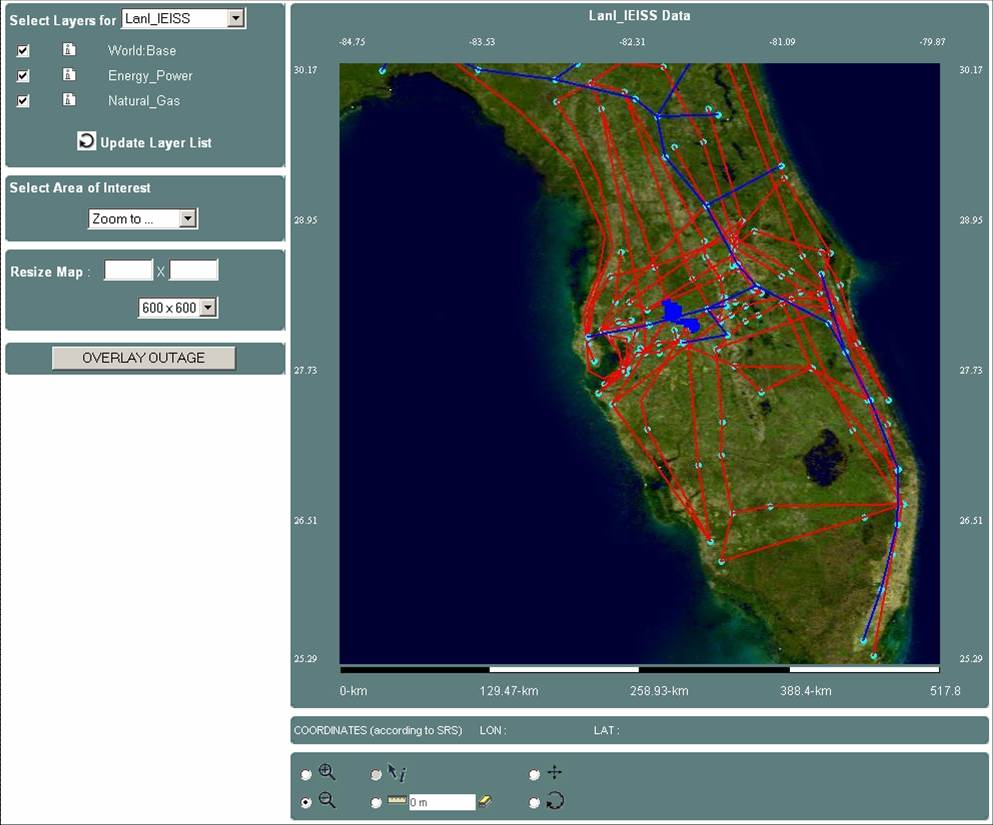 Select Layers for Lanl_IEISS
World:Base
Energy_Power
Natural_Gas
Update Layer List
Select Area of Interest
Zoom to ...
Resize Map : X
600 x 600
OVERLAY OUTAGE
Lanl_IEISS Data
-84.75 -83.53 -82.31 -81.09 -79.87
30.17 30.17
28.95 28.95
27.73 27.73
26.51 26.51
25.29 25.29
0-km 129.47-km 258.93-km 388.4-km 517.8
COORDINATES (according to SRS) LON : LAT :
i
0 m